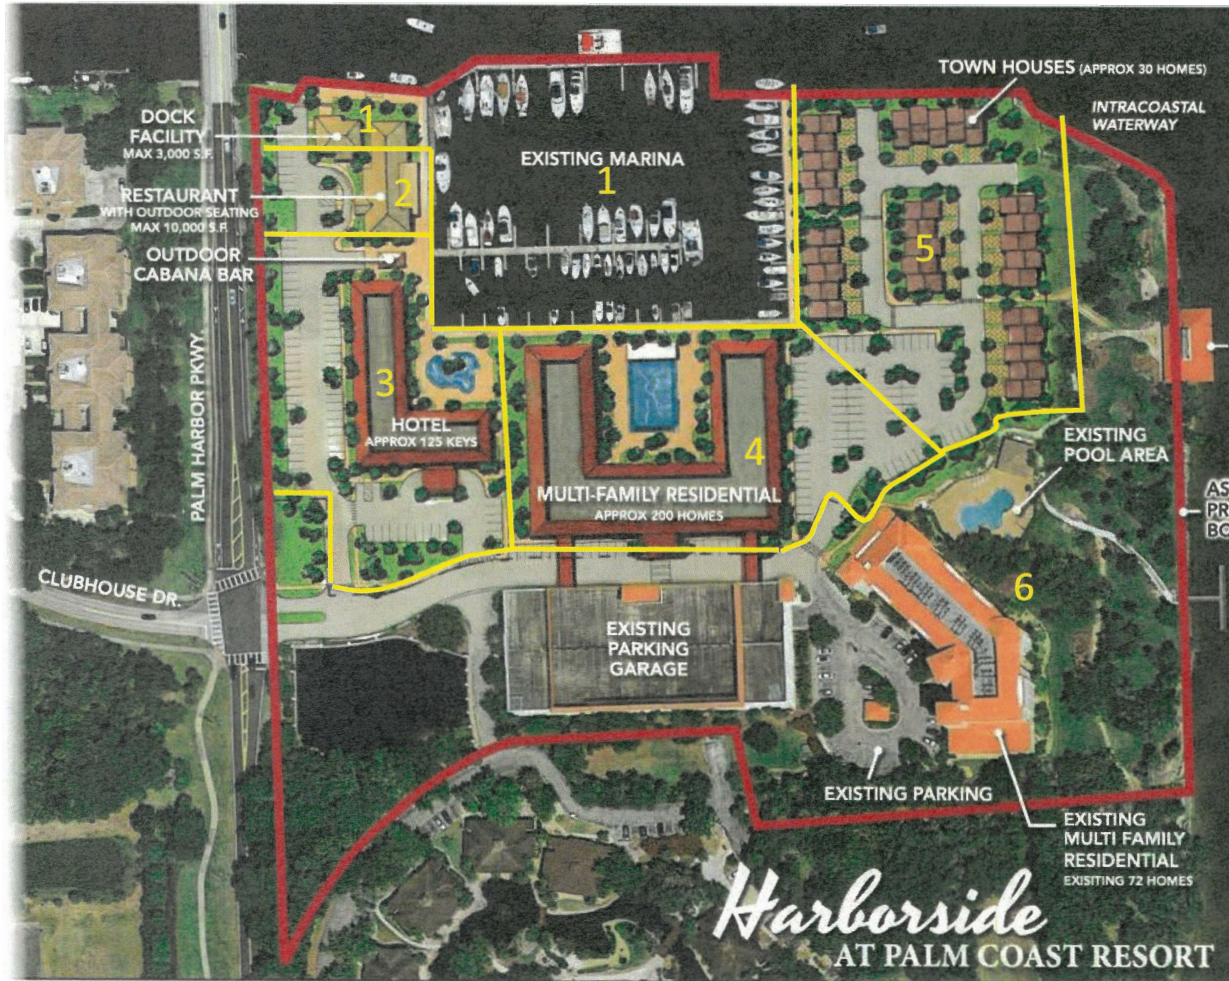 TOWN HOUSES (APPROX 30 HOMES)
INTRACOASTAL
WATERWAY
DOCK
FACILITY
MAX 3,000 S.F.
1
EXISTING MARINA
1
RESTAURANT
WITH OUTDOOR SEATING
MAX 10,000 S.F.
2
OUTDOOR
CABANA BAR
5
3
HOTEL
APPROX 125 KEYS
4
MULTI-FAMILY RESIDENTIAL
APPROX 200 HOMES
EXISTING
POOL AREA
PALM HARBOR PKWY
CLUBHOUSE DR.
6
EXISTING
PARKING
GARAGE
EXISTING PARKING
EXISTING
MULTI FAMILY
RESIDENTIAL
EXISITING 72 HOMES
Harborside
AT PALM COAST RESORT